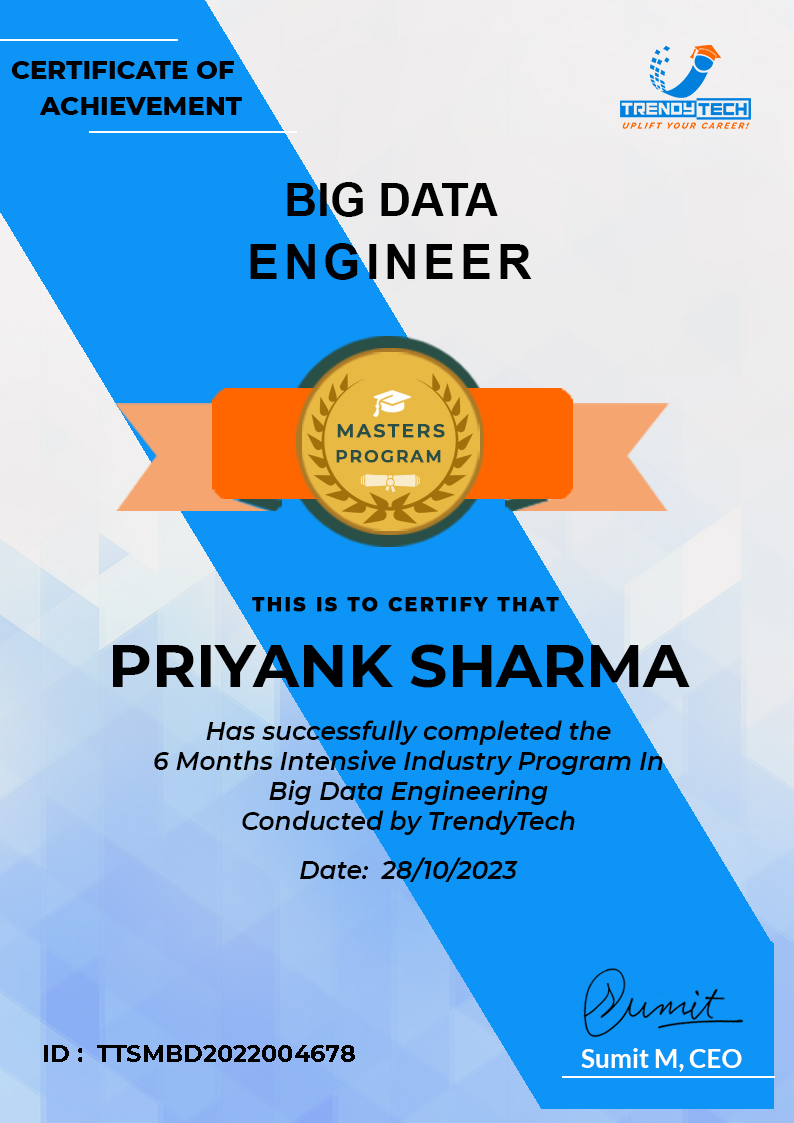 CERTIFICATE OF
ACHIEVEMENT
TRENDYTECH
UPLIFT YOUR CAREER!
BIG DATA
ENGINEER
MASTERS
PROGRAM
THIS IS TO CERTIFY THAT
PRIYANK SHARMA
Has successfully completed the
6 Months Intensive Industry Program In
Big Data Engineering
Conducted by TrendyTech
Date: 28/10/2023
Sumit
Sumit M, CEO
ID : TTSMBD2022004678